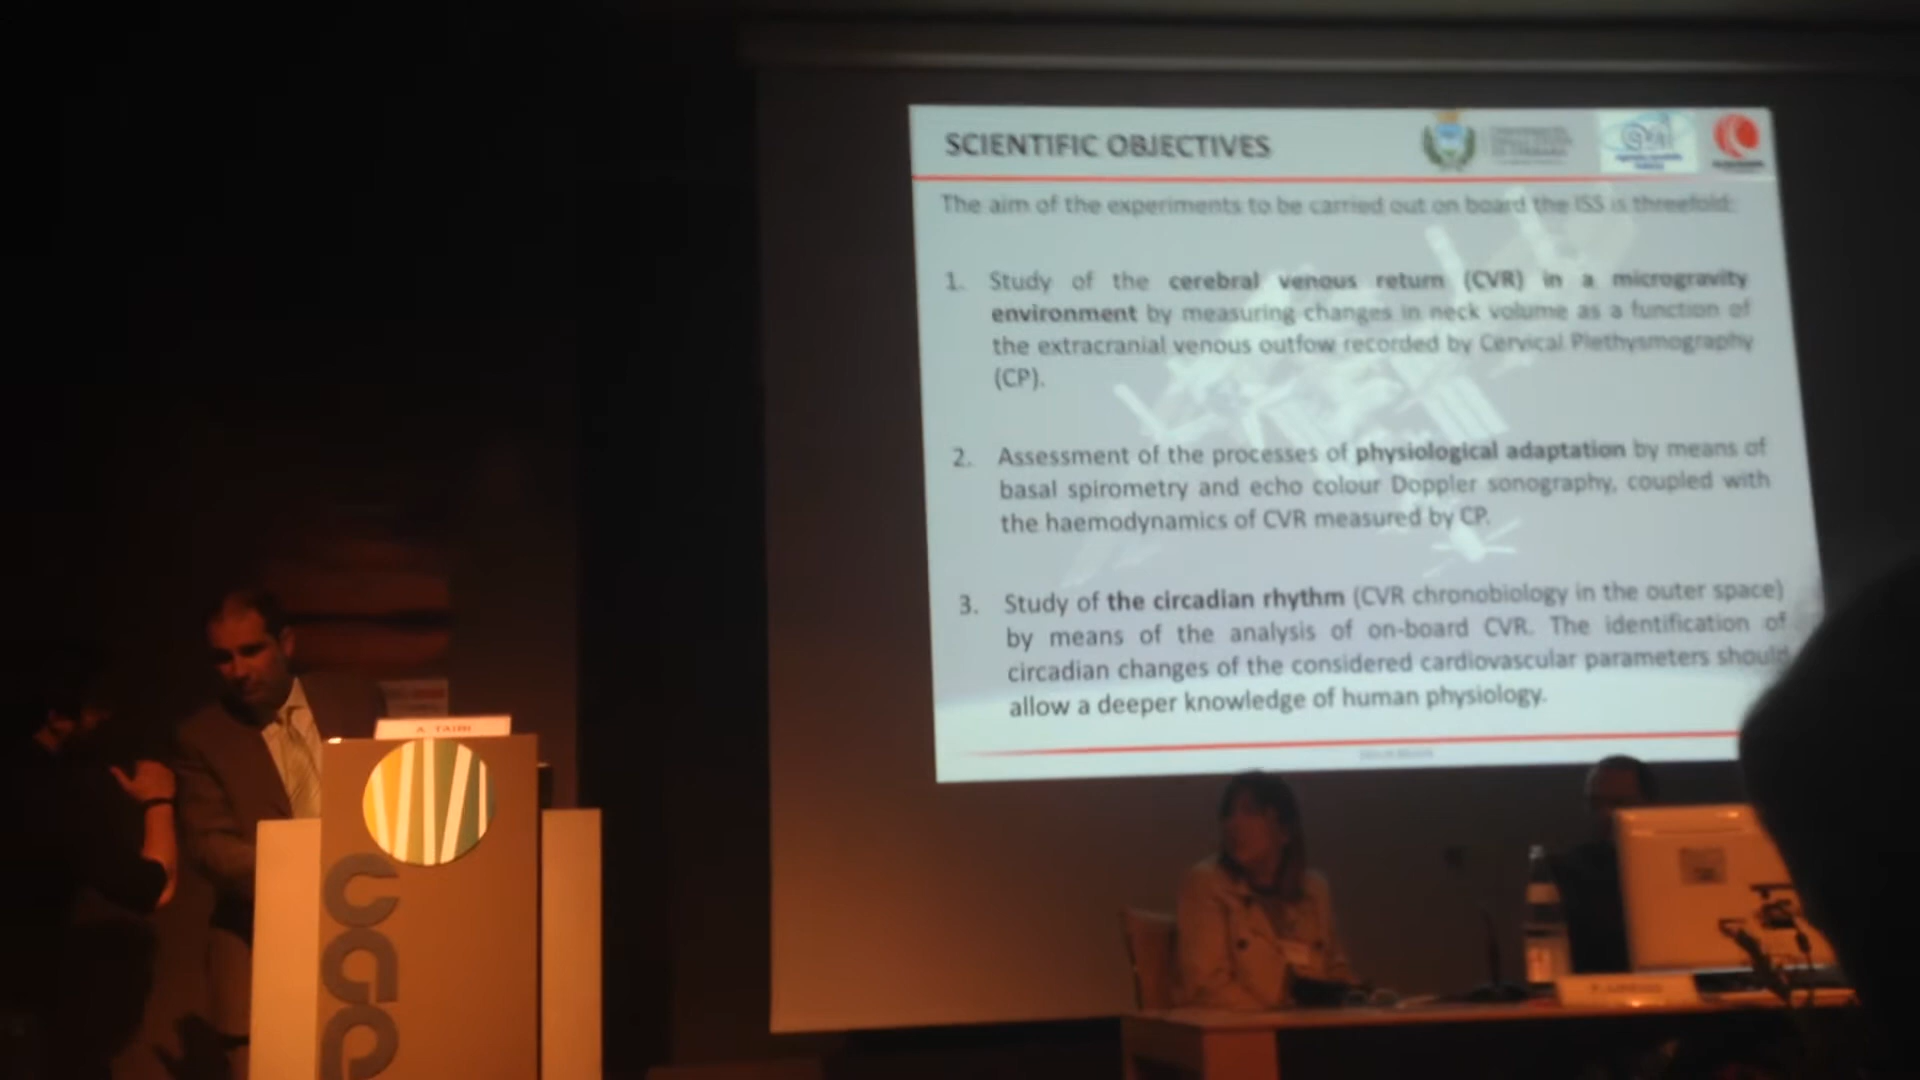 SCIENTIFIC OBJECTIVES
The aim of the experiments to be carried out on board the ISS is threefold:
1. Study of the cerebral venous return (CVR) in a microgravity
environment by measuring changes in neck volume as a function of
the extracranial venous outfow recorded by Cervical Plethysmography
(CP).
2. Assessment of the processes of physiological adaptation by means of
basal spirometry and echo colour Doppler sonography, coupled with
the haemodynamics of CVR measured by CP.
3. Study of the circadian rhythm (CVR chronobiology in the outer space)
by means of the analysis of on-board CVR. The identification of
circadian changes of the considered cardiovascular parameters should
allow a deeper knowledge of human physiology.
A. TAIBI
cap